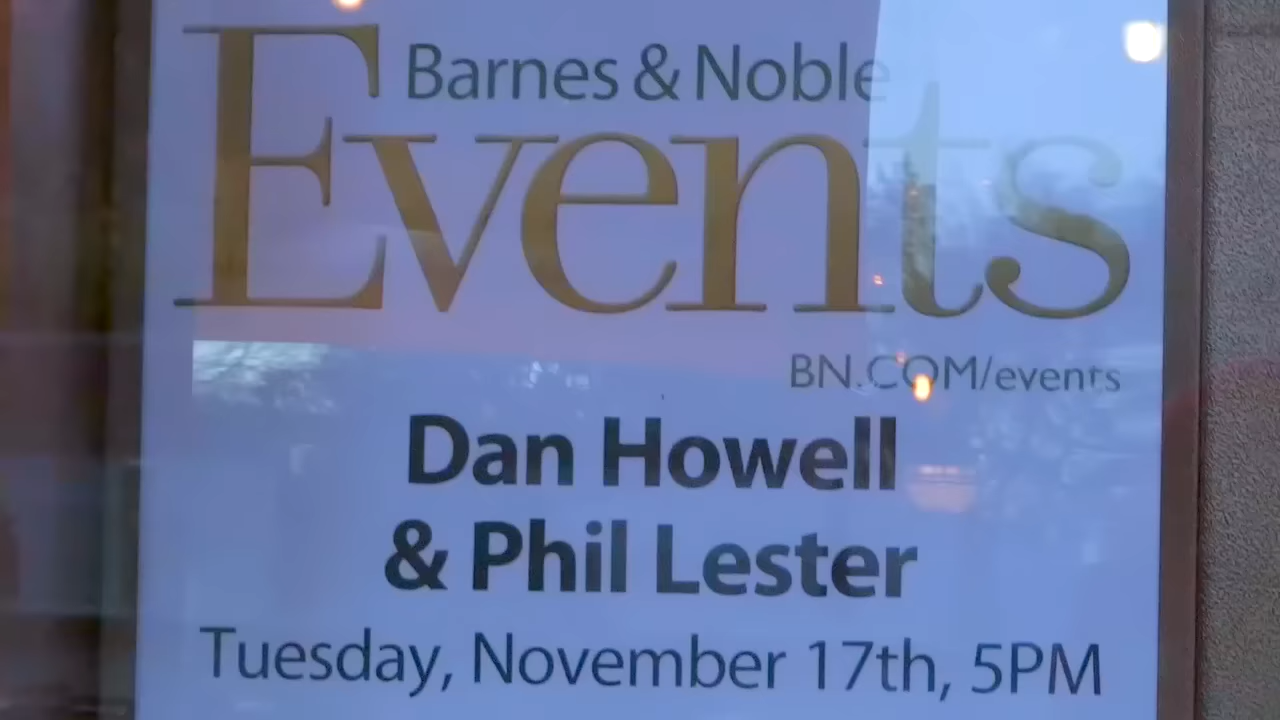 Barnes & Noble
Events
BN.COM/events
Dan Howell
& Phil Lester
Tuesday, November 17th, 5PM